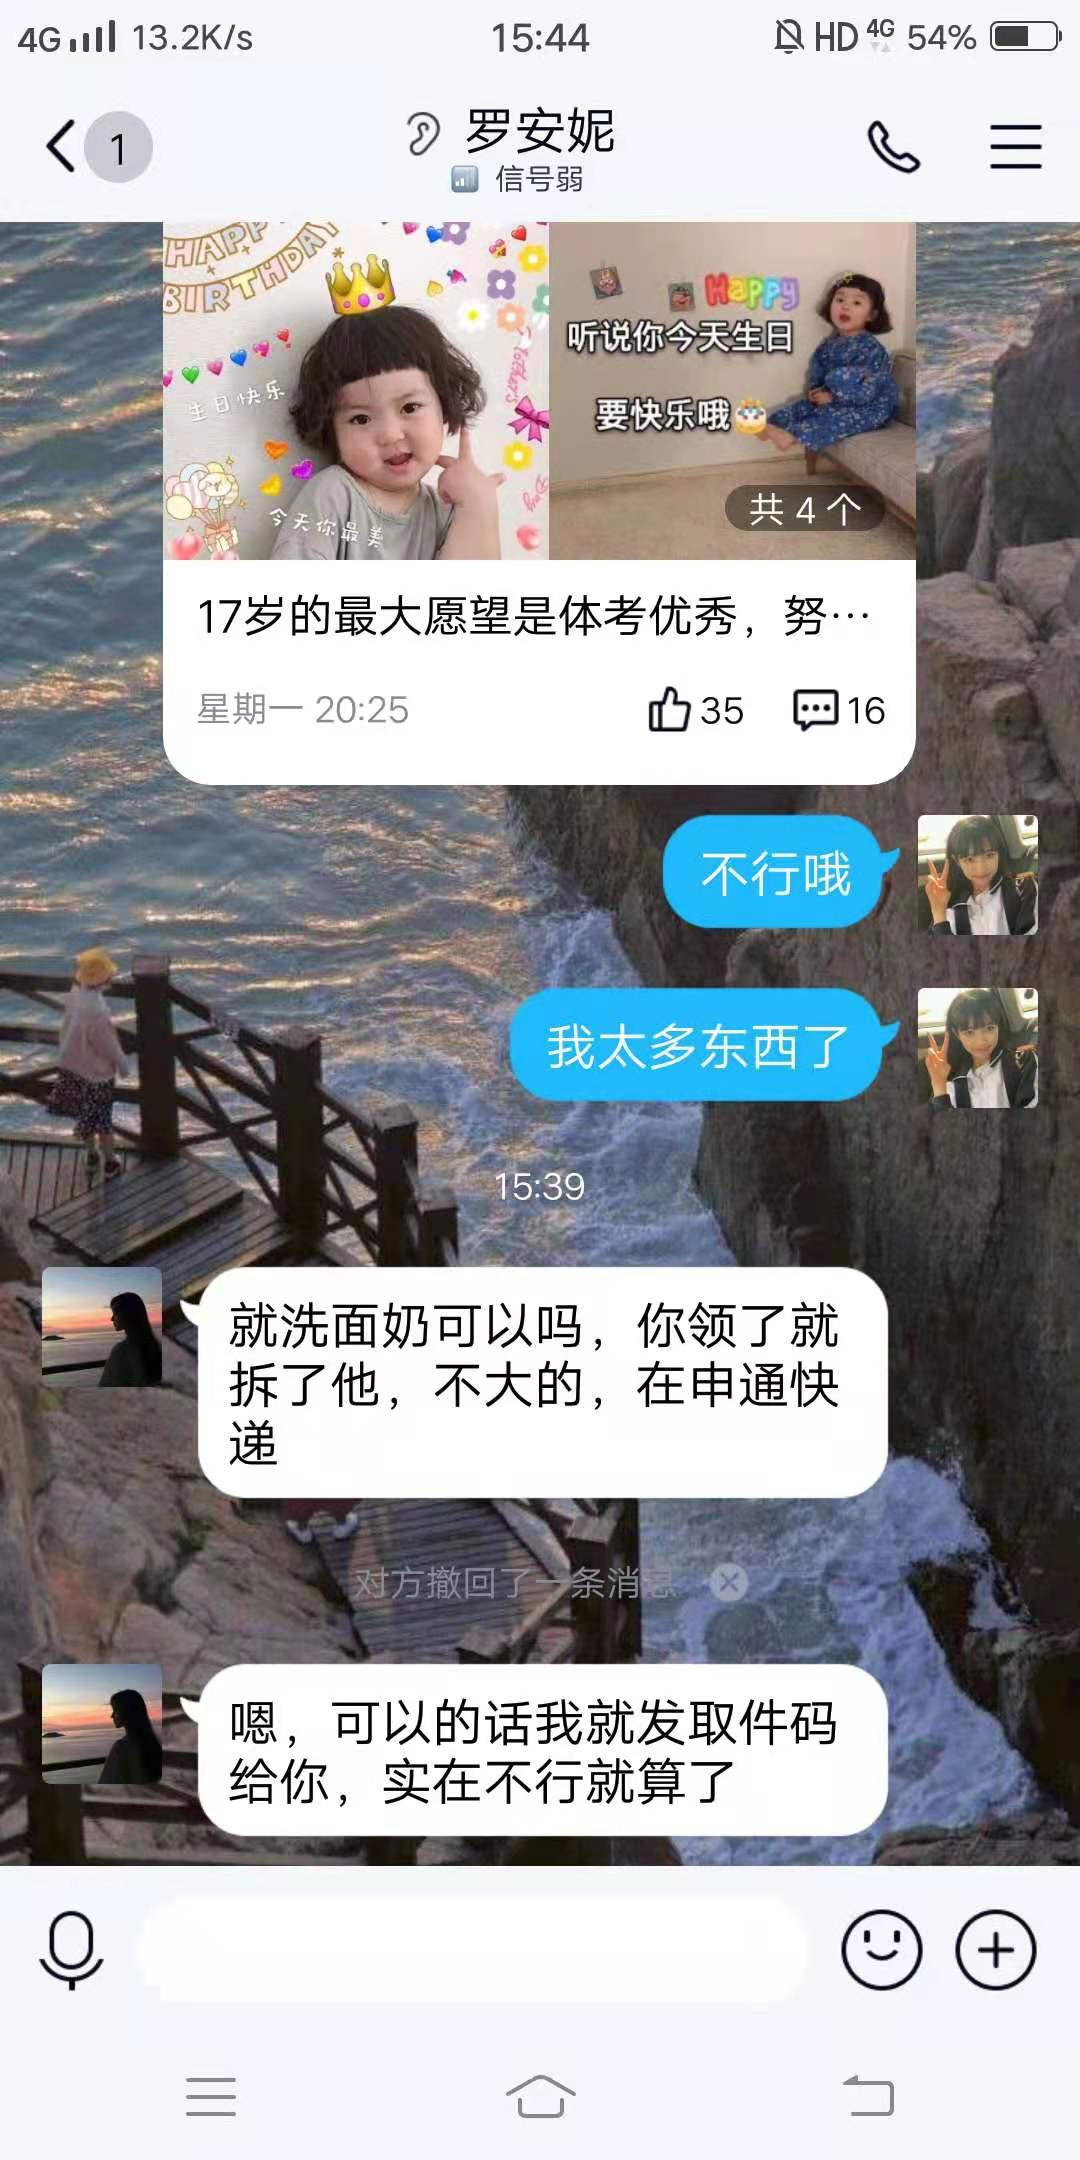 4G 13.2K/s 15:44 HD 4G 54%
1
罗安妮
信号弱
HAPPY
BIRTHDAY
生日快乐
今天你最美
Happy
听说你今天生日
要快乐哦
共 4 个
17岁的最大愿望是体考优秀，努…
星期一 20:25 35 16
不行哦
我太多东西了
15:39
就洗面奶可以吗，你领了就
拆了他，不大的，在申通快
递
对方撤回了一条消息
嗯，可以的话我就发取件码
给你，实在不行就算了